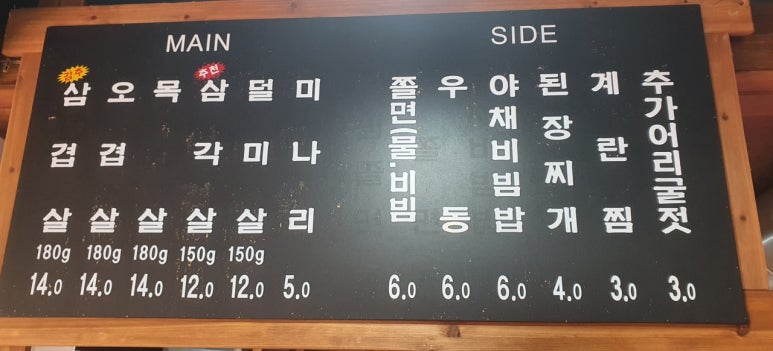 MAIN
강추
삼겹살 180g 14.0
오겹살 180g 14.0
목살 180g 14.0
추천
삼각살 150g 12.0
덜미살 150g 12.0
미나리 5.0
SIDE
쫄면(물.비빔) 6.0
우동 6.0
야채비빔밥 6.0
된장찌개 4.0
계란찜 3.0
추가어리굴젓 3.0